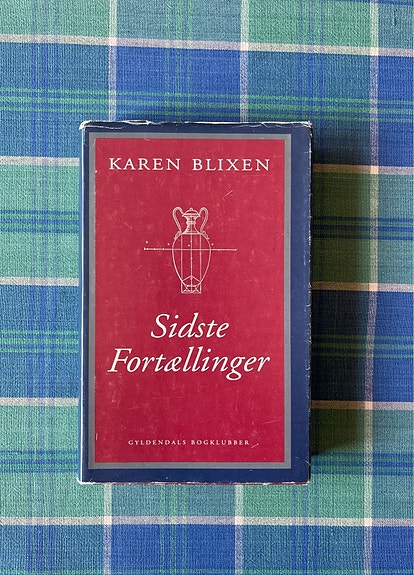 KAREN BLIXEN
Sidste
Fortællinger
GYLDENDALS BOGKLUBBER